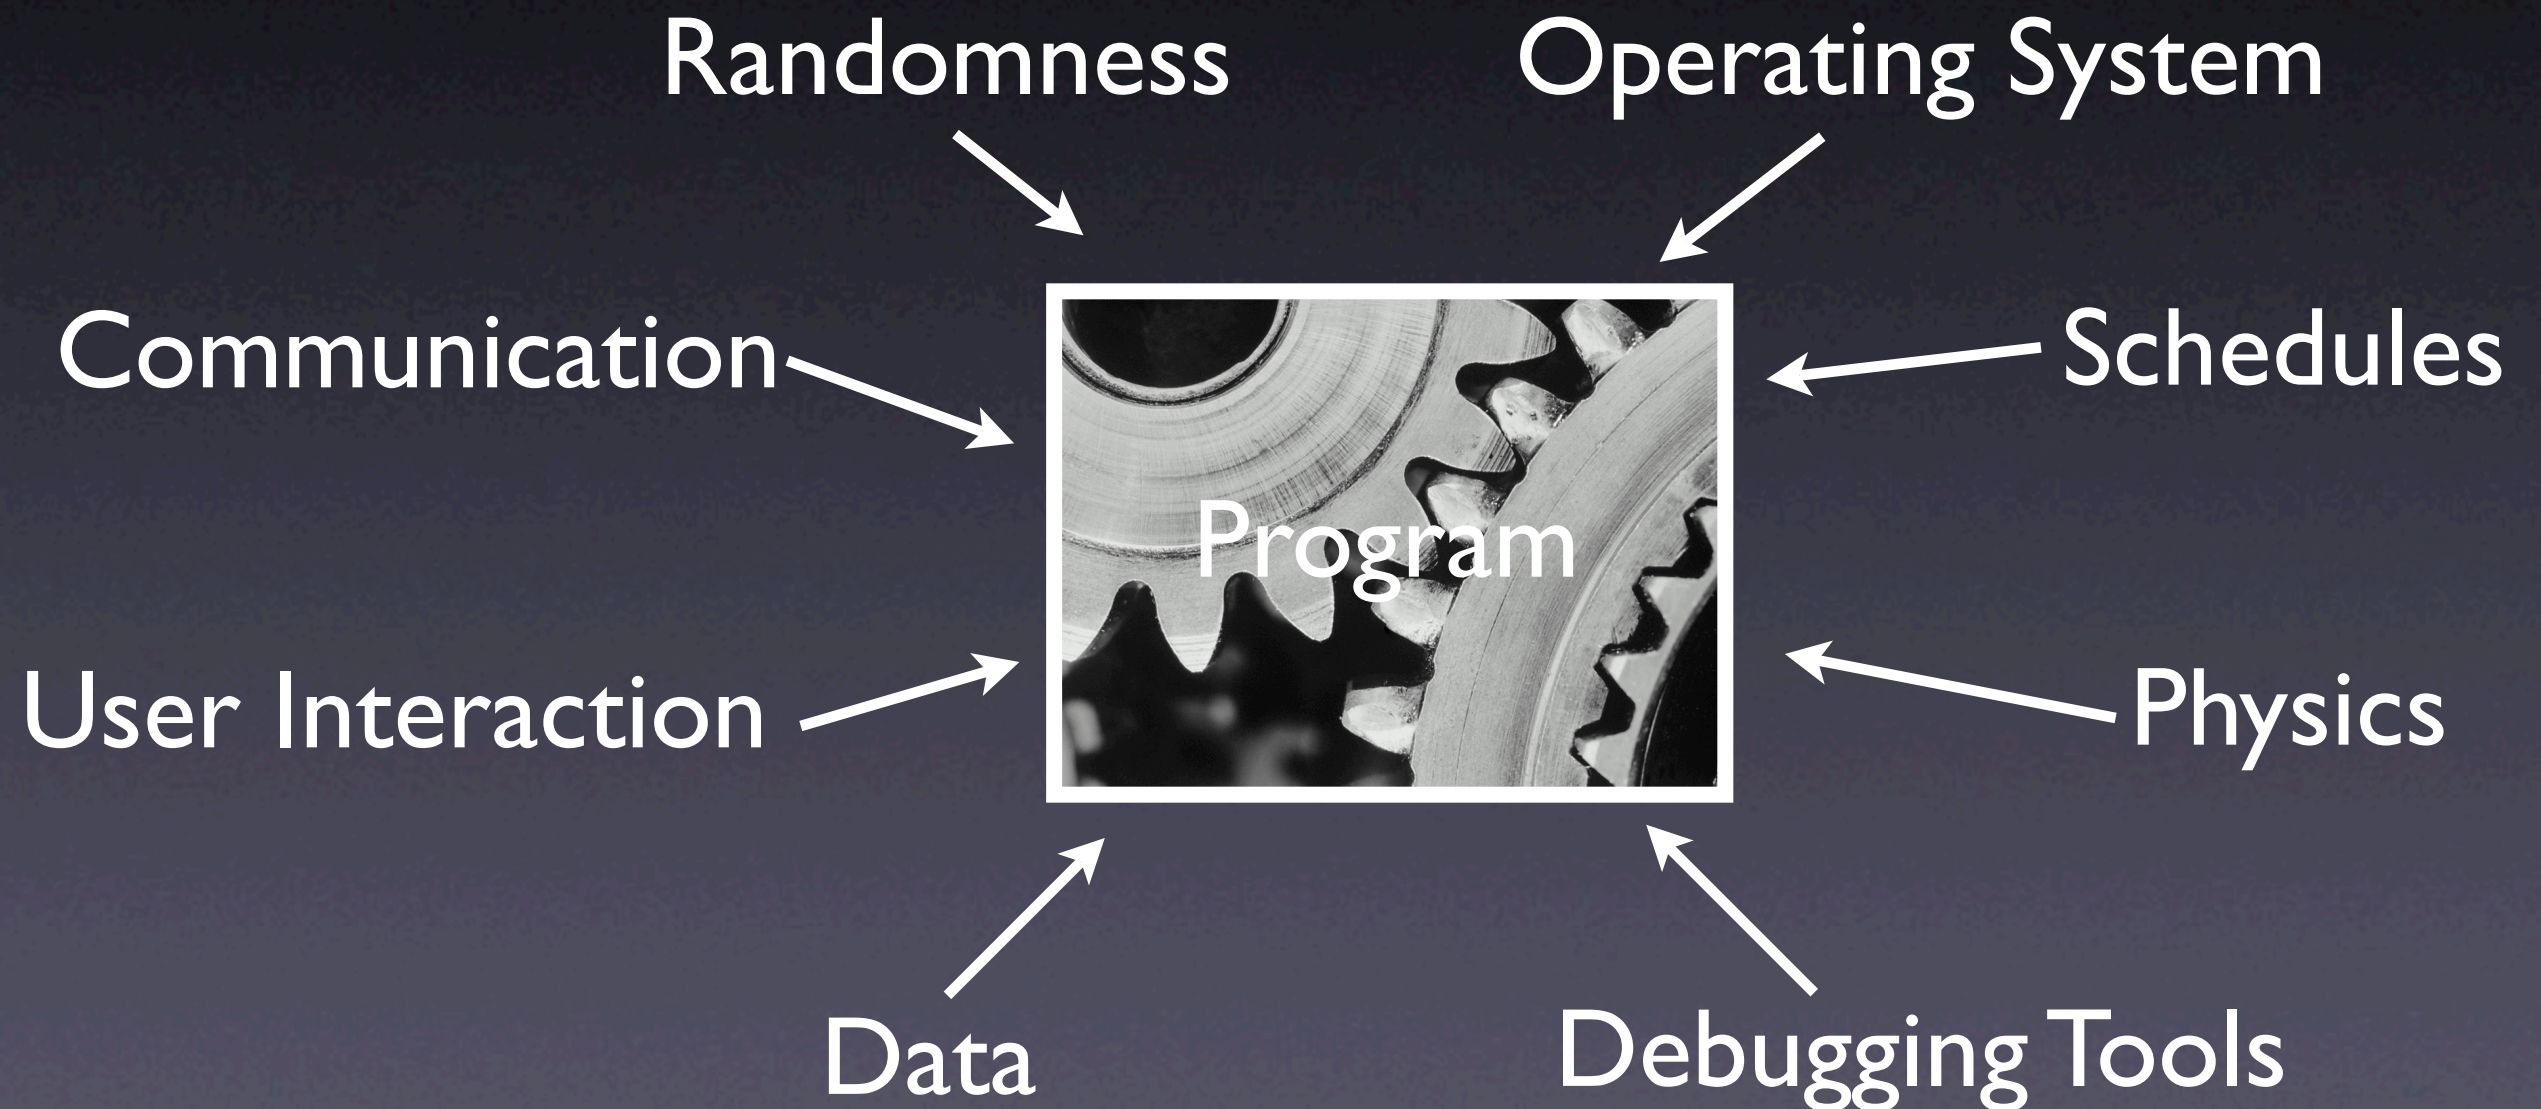 Randomness
Operating System
Communication
Schedules
Program
User Interaction
Physics
Data
Debugging Tools